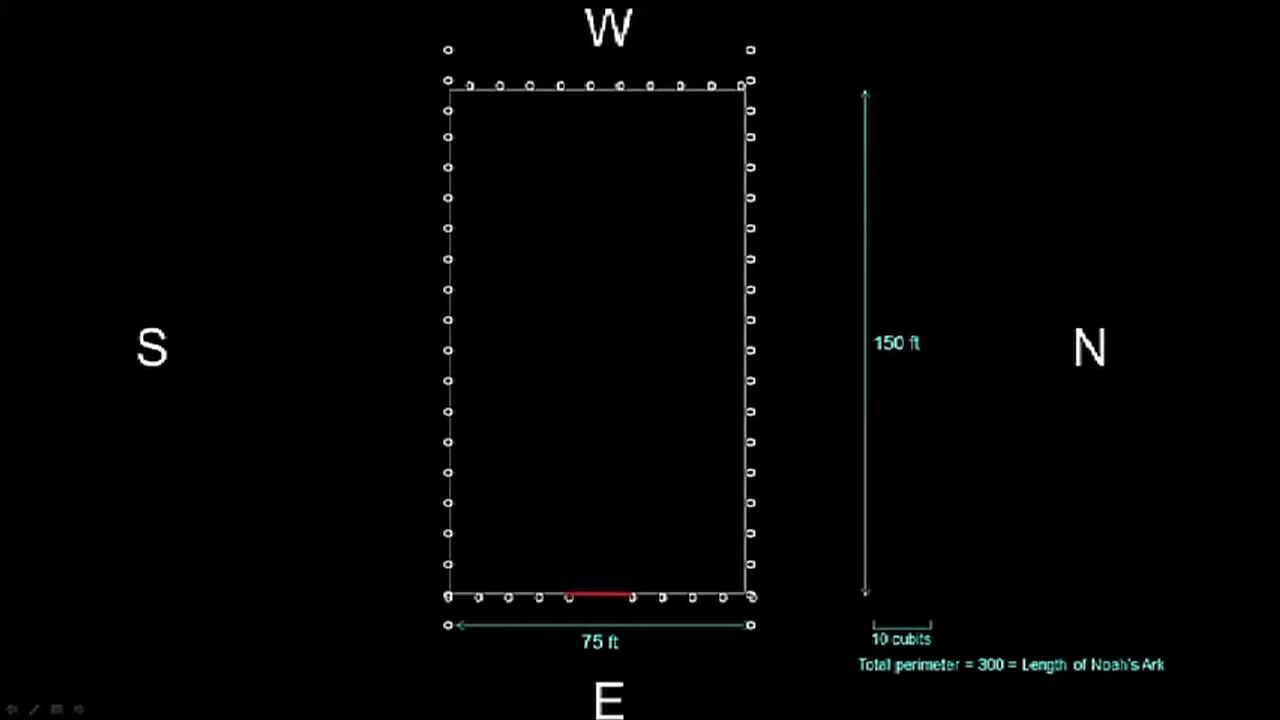 W
S
150 ft
N
75 ft
10 cubits
Total perimeter = 300 = Length of Noah's Ark
E